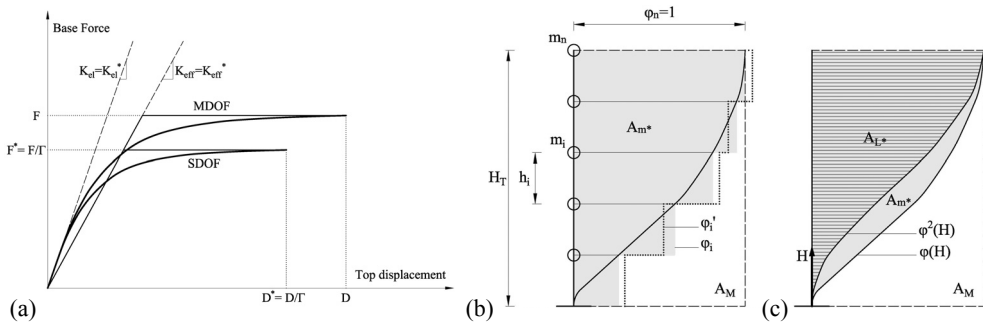 Base Force
K_el=K_el*
K_eff=K_eff*
MDOF
F
F*= F/Γ
SDOF
Top displacement
D*= D/Γ
D
(a)
φ_n=1
m_n
A_m*
m_i
H_T
h_i
φ_i'
φ_i
A_M
(b)
A_L*
A_m*
φ²(H)
H
φ(H)
A_M
(c)